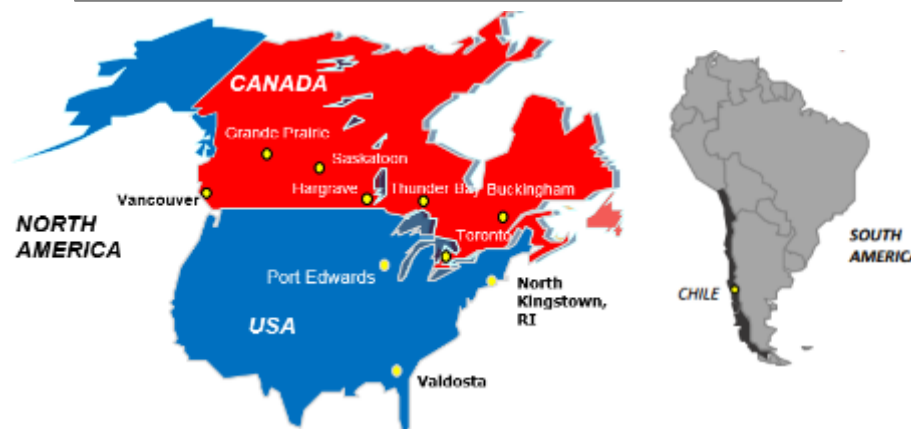 CANADA
Grande Prairie
Saskatoon
Hargrave
Thunder Bay
Buckingham
Vancouver
NORTH
AMERICA
Toronto
Port Edwards
North
Kingstown,
RI
USA
Valdosta
SOUTH
AMERICA
CHILE